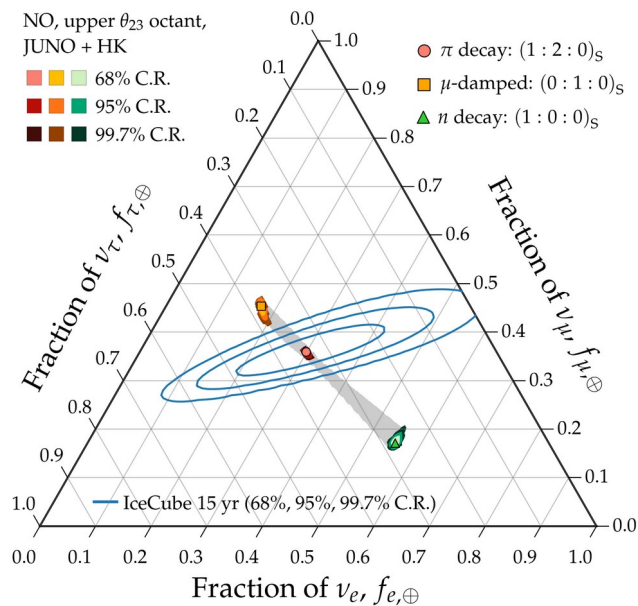 NO, upper θ₂₃ octant,
JUNO + HK
68% C.R.
95% C.R.
99.7% C.R.
π decay: (1 : 2 : 0)S
μ-damped: (0 : 1 : 0)S
n decay: (1 : 0 : 0)S
Fraction of ντ, fτ,⊕
0.0
0.1
0.2
0.3
0.4
0.5
0.6
0.7
0.8
0.9
1.0
Fraction of νμ, fμ,⊕
1.0
0.9
0.8
0.7
0.6
0.5
0.4
0.3
0.2
0.1
0.0
IceCube 15 yr (68%, 95%, 99.7% C.R.)
0.0 0.1 0.2 0.3 0.4 0.5 0.6 0.7 0.8 0.9 1.0
Fraction of νe, fe,⊕